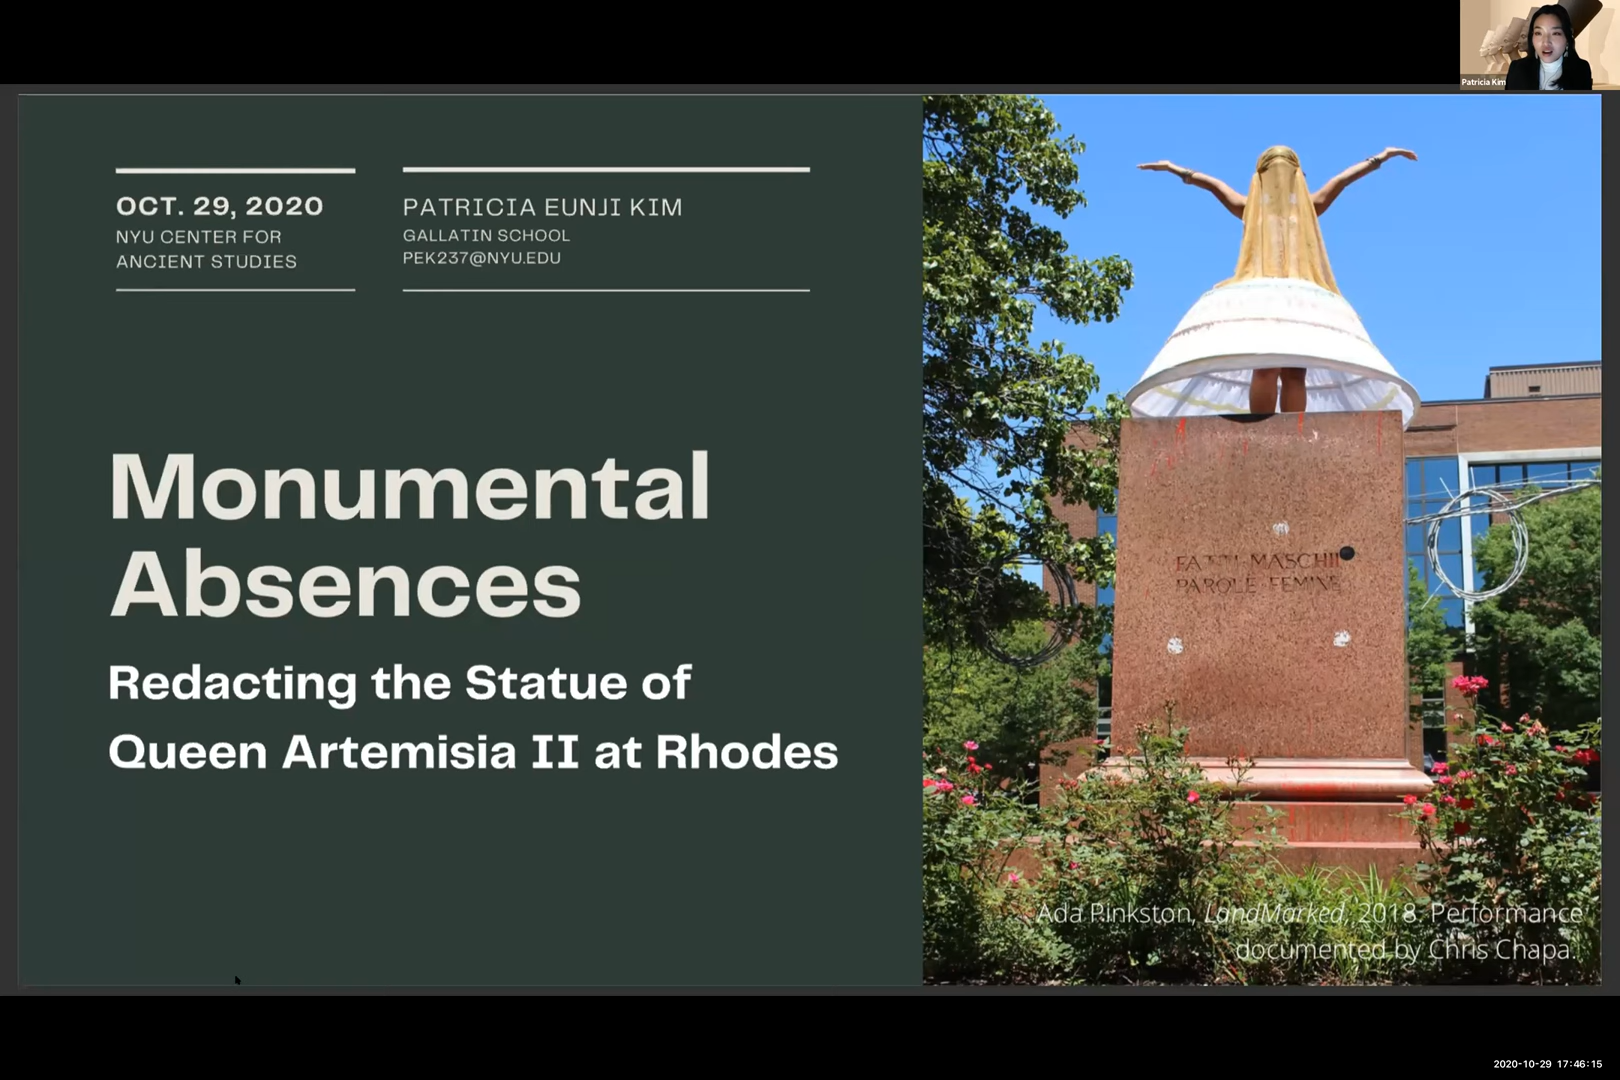 Patricia Kim
OCT. 29, 2020
NYU CENTER FOR
ANCIENT STUDIES
PATRICIA EUNJI KIM
GALLATIN SCHOOL
PEK237@NYU.EDU
Monumental
Absences
Redacting the Statue of
Queen Artemisia II at Rhodes
FATTI MASCHII
PAROLE FEMINE
Ada Pinkston, LandMarked, 2018. Performance
documented by Chris Chapa.
2020-10-29 17:46:15